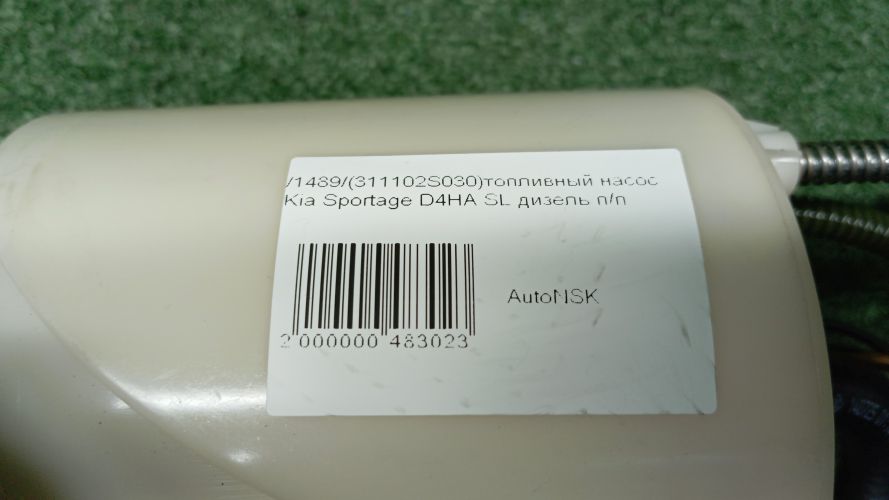 /1489/(311102S030)топливный насос
Kia Sportage D4HA SL дизель п/п
AutoNSK
2 000000 483023